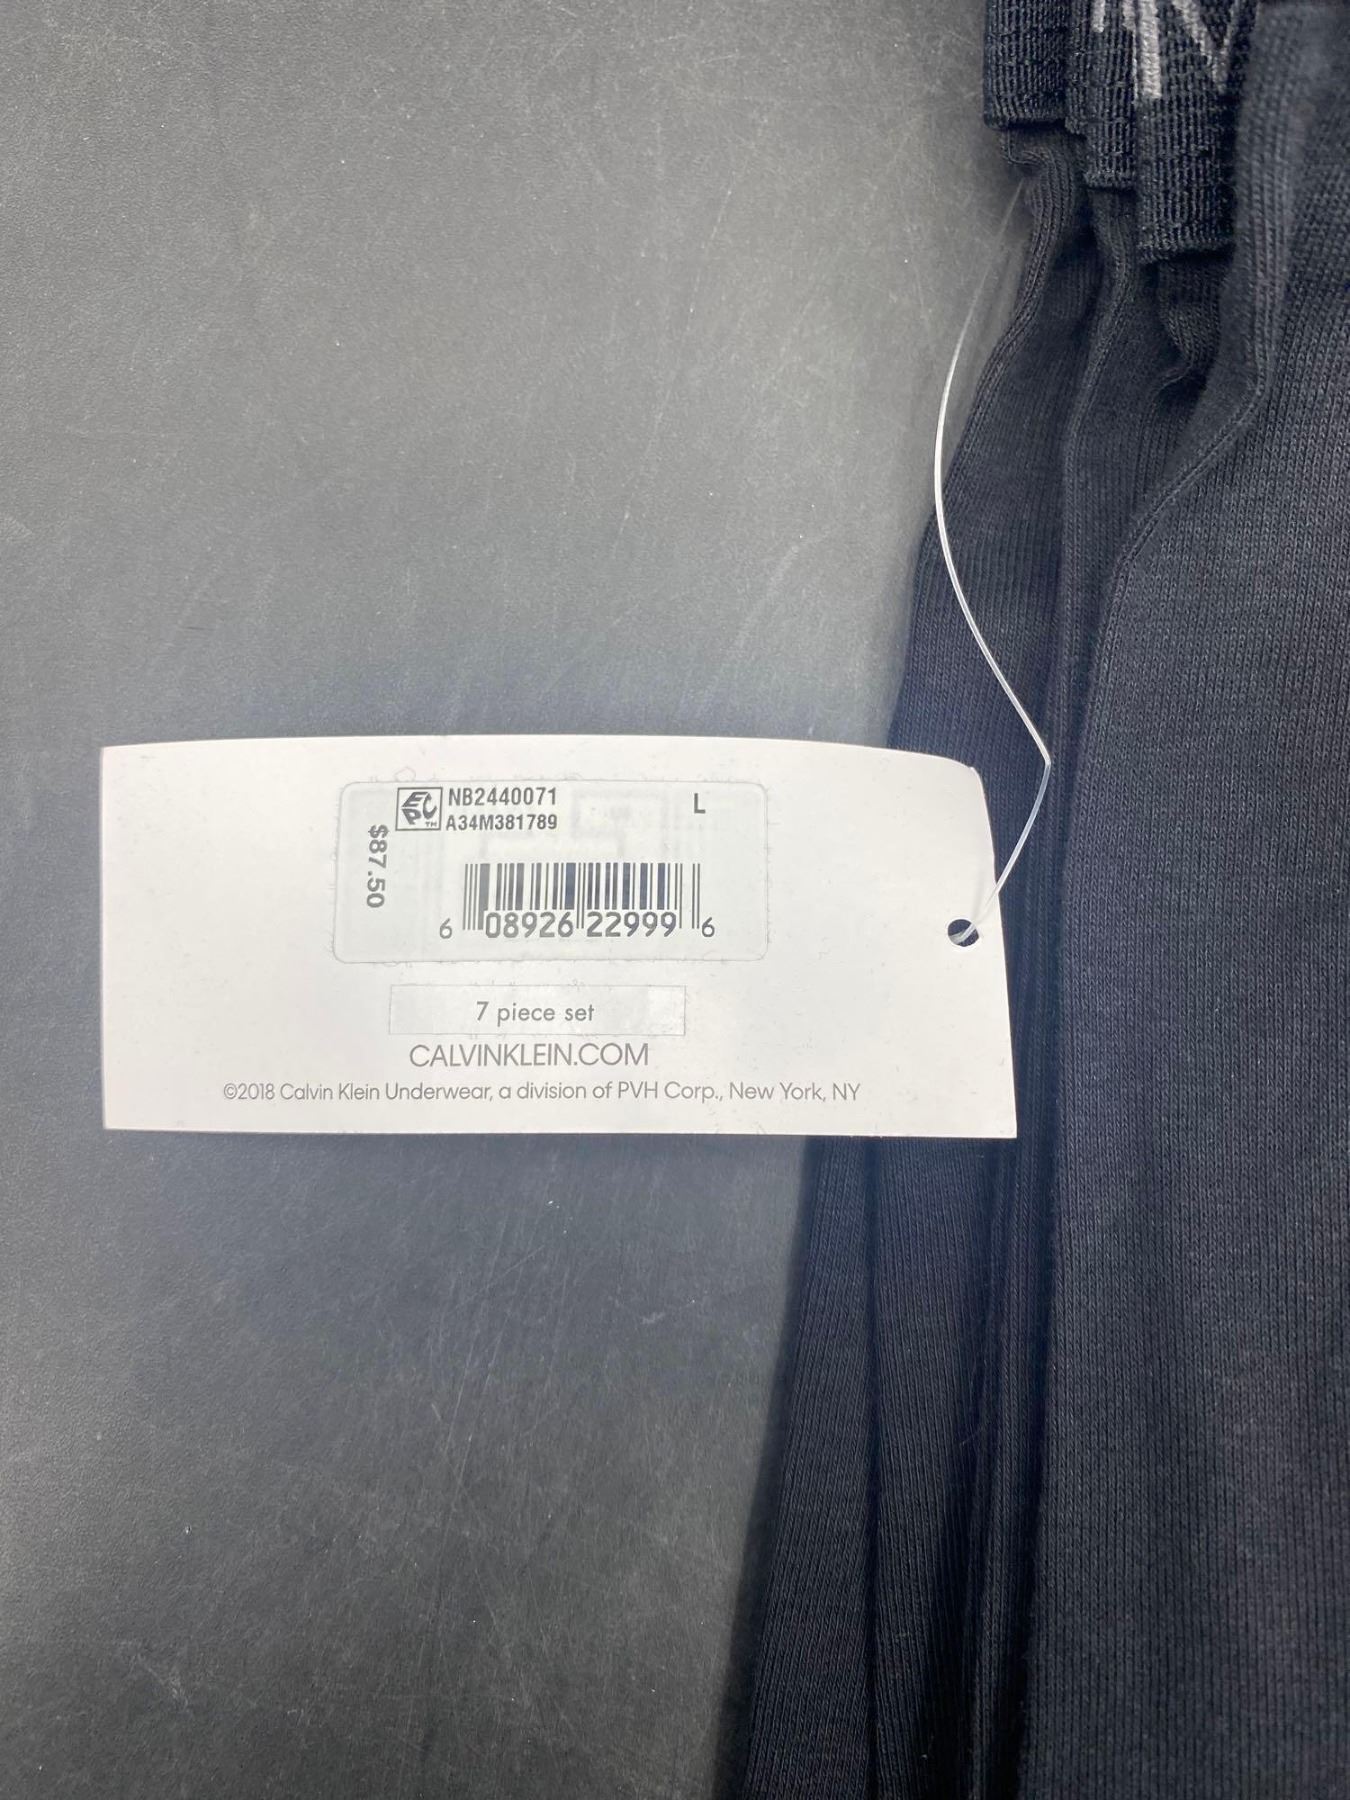 EPC™ NB2440071 L
A34M381789
$87.50
6 08926 22999 6
7 piece set
CALVINKLEIN.COM
©2018 Calvin Klein Underwear, a division of PVH Corp., New York, NY